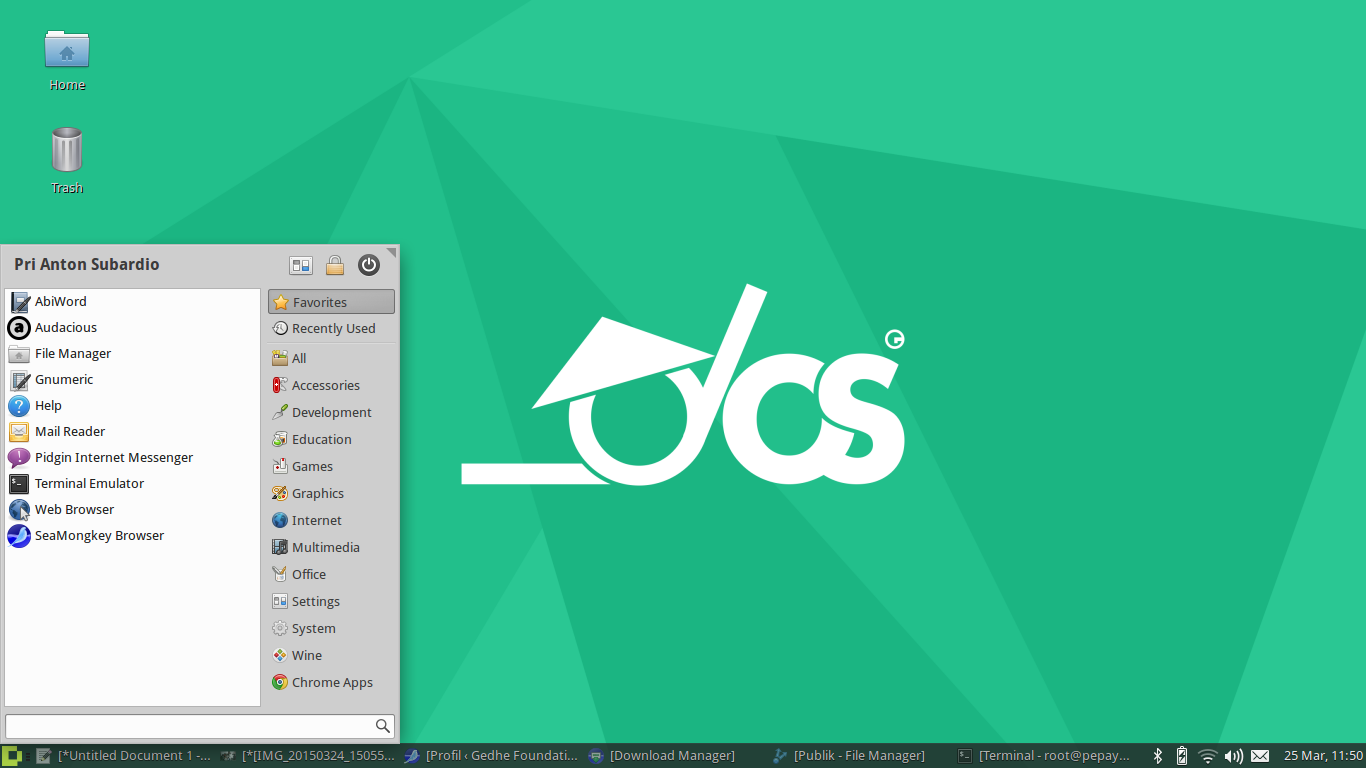 Home
Trash
Pri Anton Subardio
AbiWord
Audacious
File Manager
Gnumeric
Help
Mail Reader
Pidgin Internet Messenger
Terminal Emulator
Web Browser
SeaMongkey Browser
Favorites
Recently Used
All
Accessories
Development
Education
Games
Graphics
Internet
Multimedia
Office
Settings
System
Wine
Chrome Apps
dcs
G
[*Untitled Document 1 -... [*[IMG_20150324_15055... [Profil ‹ Gedhe Foundati... [Download Manager] [Publik - File Manager] [Terminal - root@pepay... 25 Mar, 11:50